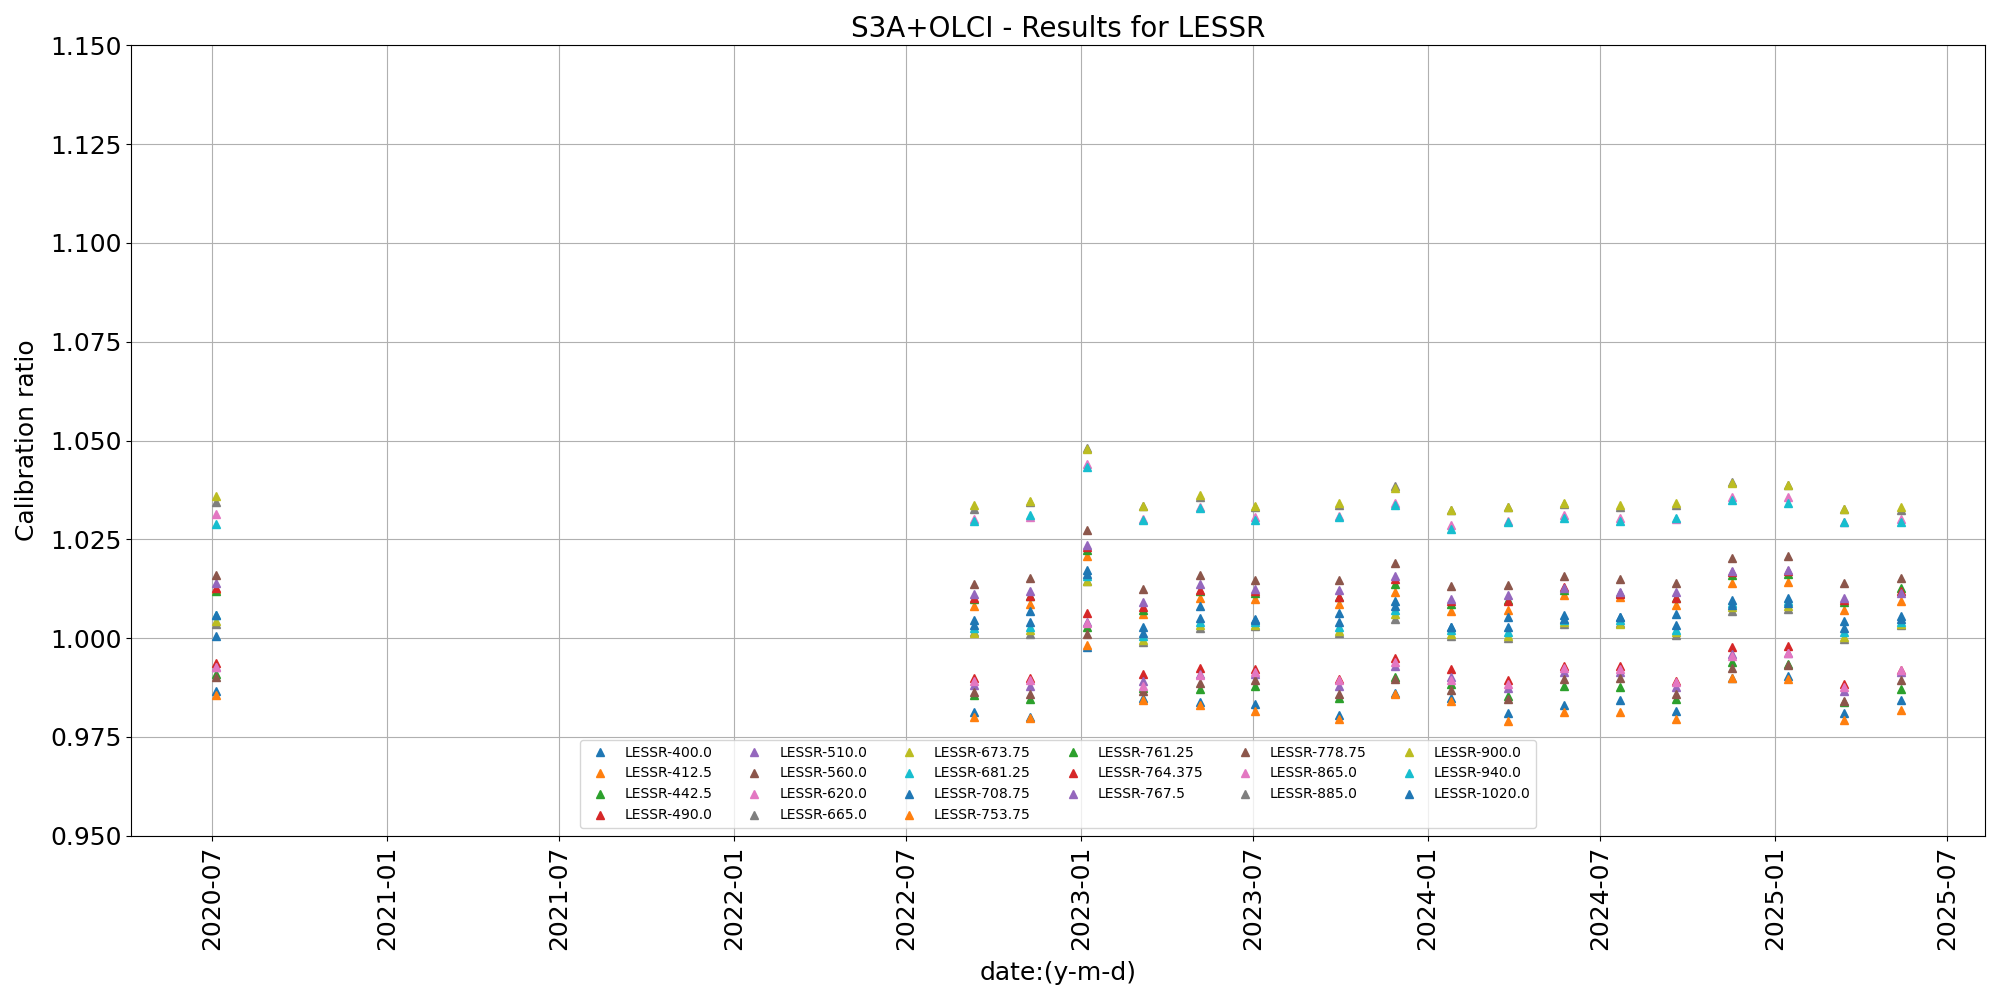 S3A+OLCI - Results for LESSR
1.150
1.125
1.100
1.075
1.050
1.025
1.000
0.975
0.950
Calibration ratio
LESSR-400.0
LESSR-412.5
LESSR-442.5
LESSR-490.0
LESSR-510.0
LESSR-560.0
LESSR-620.0
LESSR-665.0
LESSR-673.75
LESSR-681.25
LESSR-708.75
LESSR-753.75
LESSR-761.25
LESSR-764.375
LESSR-767.5
LESSR-778.75
LESSR-865.0
LESSR-885.0
LESSR-900.0
LESSR-940.0
LESSR-1020.0
2020-07
2021-01
2021-07
2022-01
2022-07
2023-01
2023-07
2024-01
2024-07
2025-01
2025-07
date:(y-m-d)